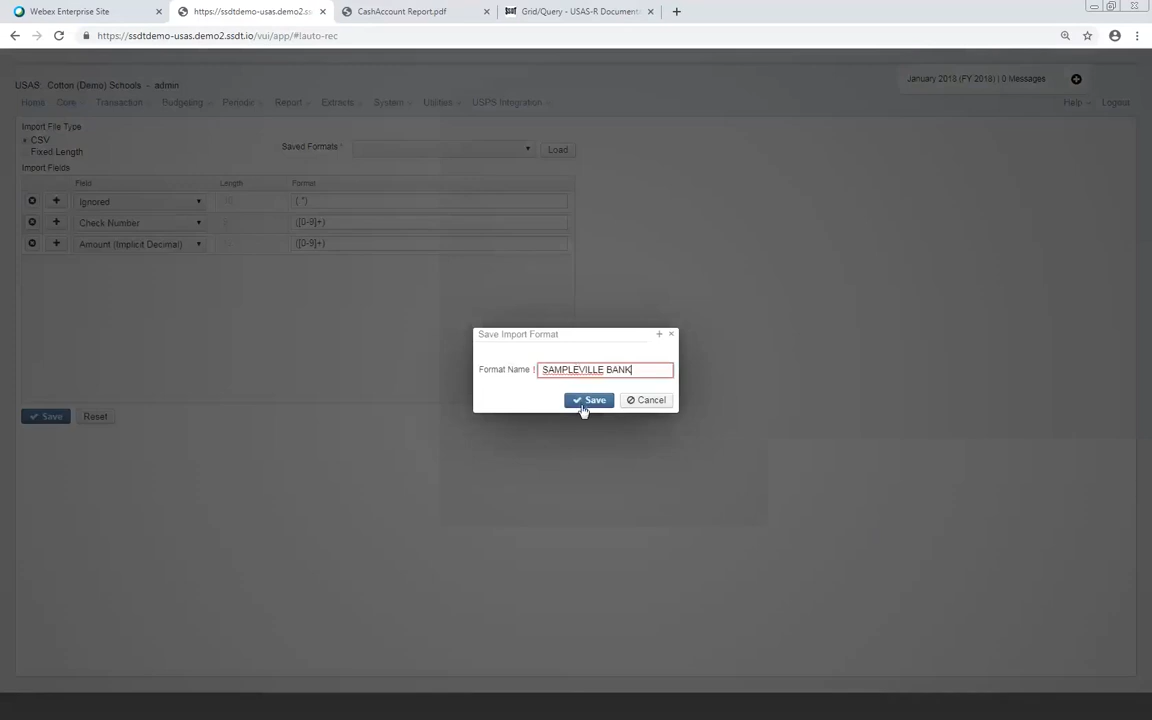 Webex Enterprise Site
https://ssdtdemo-usas.demo2.ss
CashAccount Report.pdf
Grid/Query - USAS-R Documenta
https://ssdtdemo-usas.demo2.ssdt.io/vui/app/#!auto-rec
USAS: Cotton (Demo) Schools - admin
January 2018 (FY 2018) | 0 Messages
Home Core Transaction Budgeting Periodic Report Extracts System Utilities USPS Integration Help Logout
Import File Type
CSV
Fixed Length
Saved Formats
Load
Import Fields
Field Length Format
Ignored
Check Number ([0-9]+)
Amount (Implicit Decimal) ([0-9]+)
Save Import Format
Format Name SAMPLEVILLE BANK
Save Cancel
Save Reset